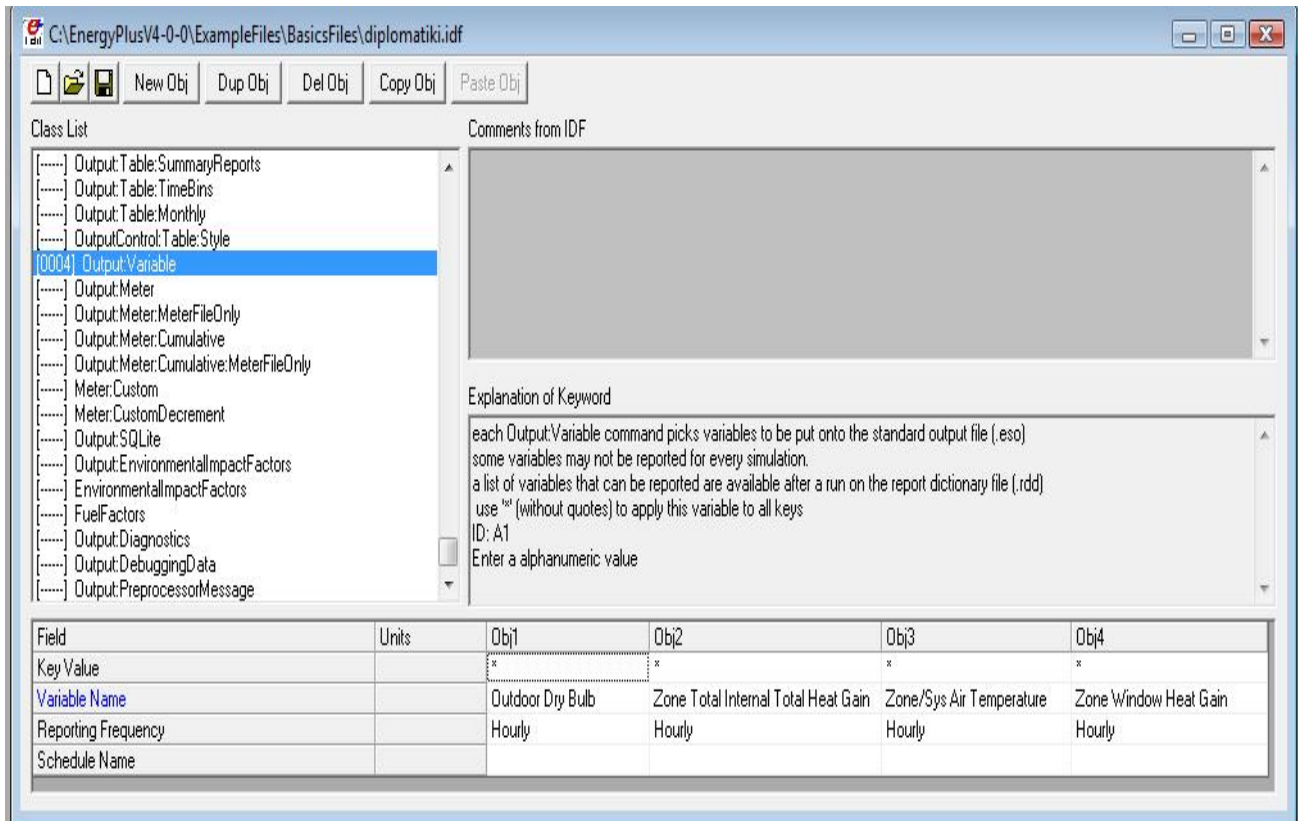 C:\EnergyPlusV4-0-0\ExampleFiles\BasicsFiles\diplomatiki.idf
New Obj Dup Obj Del Obj Copy Obj Paste Obj
Class List
[------] Output:Table:SummaryReports
[------] Output:Table:TimeBins
[------] Output:Table:Monthly
[------] OutputControl:Table:Style
[0004] Output:Variable
[------] Output:Meter
[------] Output:Meter:MeterFileOnly
[------] Output:Meter:Cumulative
[------] Output:Meter:Cumulative:MeterFileOnly
[------] Meter:Custom
[------] Meter:CustomDecrement
[------] Output:SQLite
[------] Output:EnvironmentalImpactFactors
[------] EnvironmentalImpactFactors
[------] FuelFactors
[------] Output:Diagnostics
[------] Output:DebuggingData
[------] Output:PreprocessorMessage
Comments from IDF
Explanation of Keyword
each Output:Variable command picks variables to be put onto the standard output file (.eso)
some variables may not be reported for every simulation.
a list of variables that can be reported are available after a run on the report dictionary file (.rdd)
use '*' (without quotes) to apply this variable to all keys
ID: A1
Enter a alphanumeric value
Field Units Obj1 Obj2 Obj3 Obj4
Key Value * * * *
Variable Name Outdoor Dry Bulb Zone Total Internal Total Heat Gain Zone/Sys Air Temperature Zone Window Heat Gain
Reporting Frequency Hourly Hourly Hourly Hourly
Schedule Name